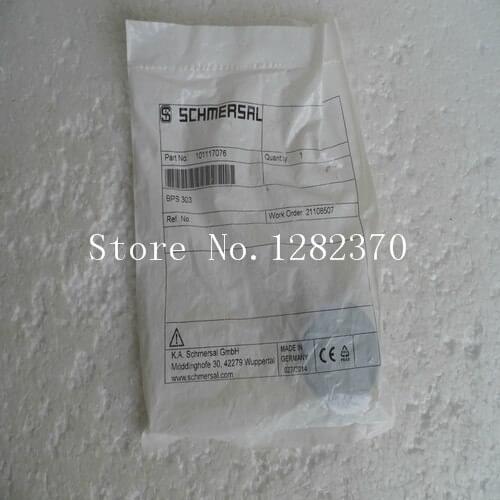 SCHMERSAL
Part No: 101117076 Quantity 1
BPS 303
Ref. No Work Order: 21108507
Store No.1282370
K.A. Schmersal GmbH
Möddinghofe 30, 42279 Wuppertal
www.schmersal.com
MADE IN
GERMANY
CE